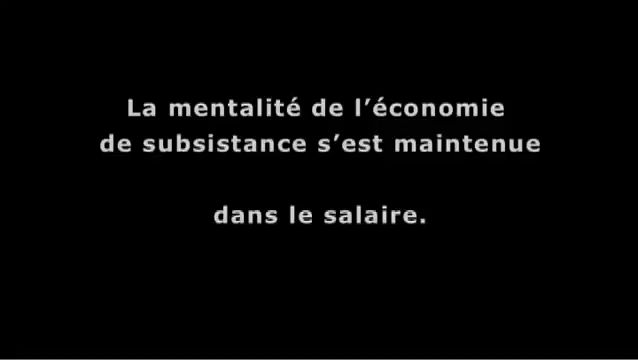 La mentalité de l’économie
de subsistance s’est maintenue
dans le salaire.